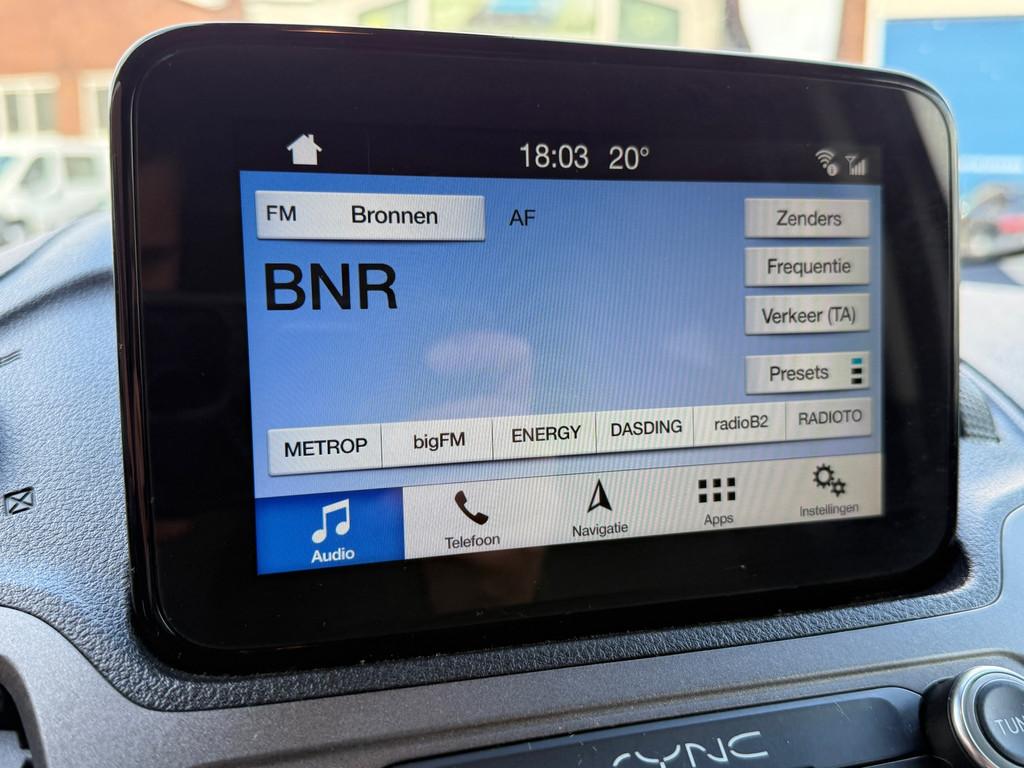 18:03 20°
FM Bronnen AF
Zenders
BNR
Frequentie
Verkeer (TA)
Presets
METROP bigFM ENERGY DASDING radioB2 RADIOTO
Audio Telefoon Navigatie Apps Instellingen
SYNC
TUN